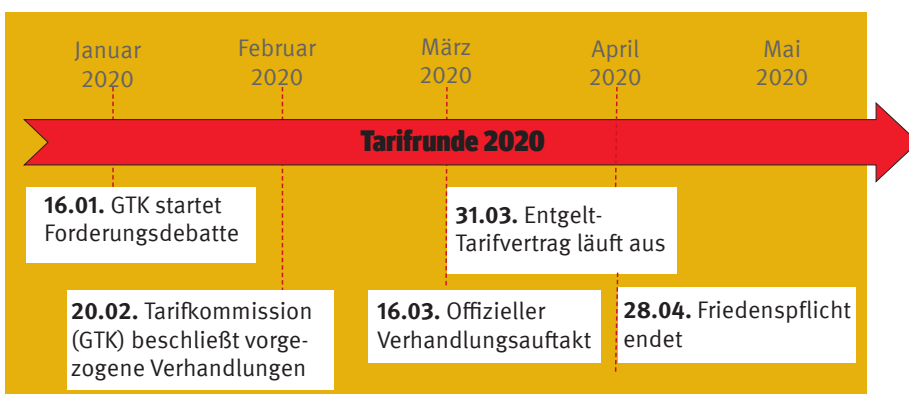 Januar
2020
Februar
2020
März
2020
April
2020
Mai
2020
Tarifrunde 2020
16.01. GTK startet
Forderungsdebatte
31.03. Entgelt-
Tarifvertrag läuft aus
20.02. Tarifkommission
(GTK) beschließt vorge-
zogene Verhandlungen
16.03. Offizieller
Verhandlungsauftakt
28.04. Friedenspflicht
endet